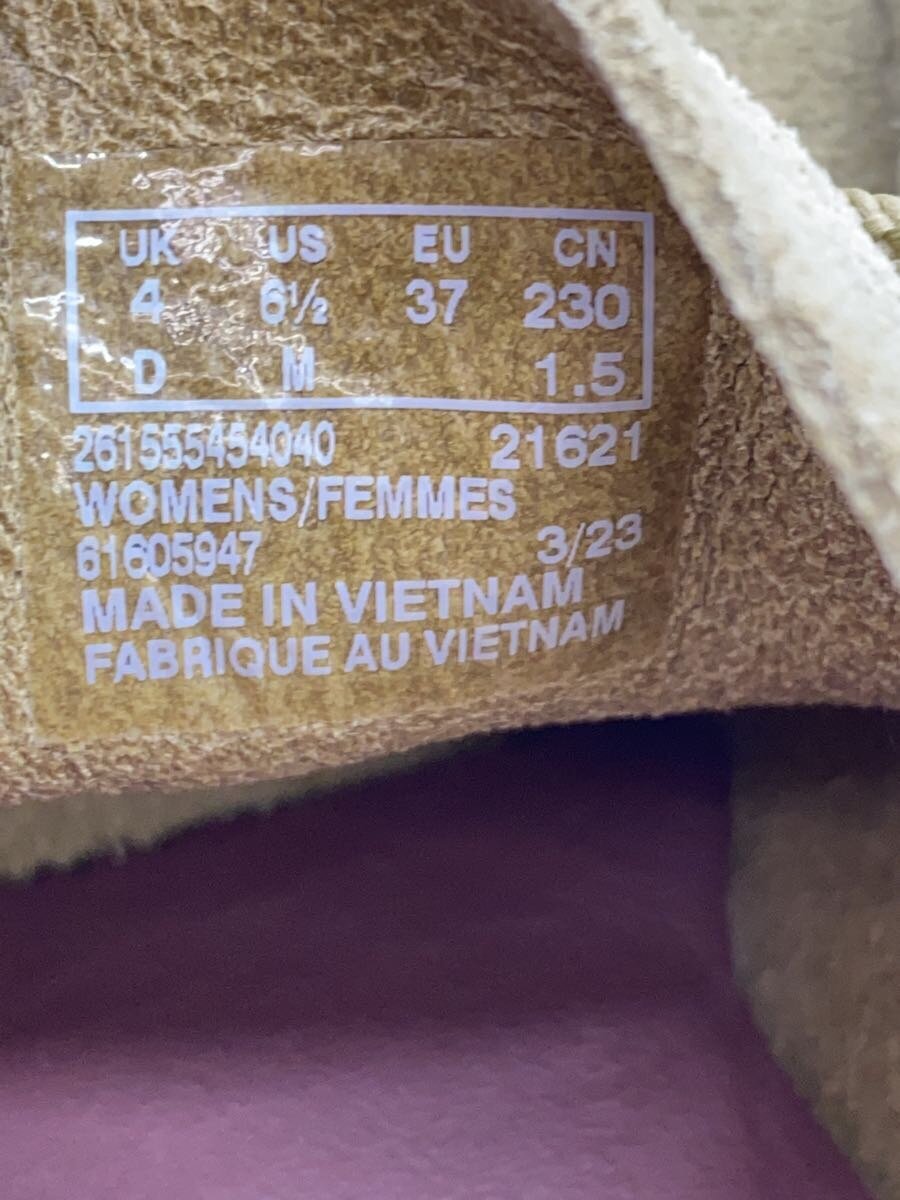 UK US EU CN
4 6½ 37 230
D M 1.5
261555454040 21621
WOMENS/FEMMES
61605947 3/23
MADE IN VIETNAM
FABRIQUE AU VIETNAM